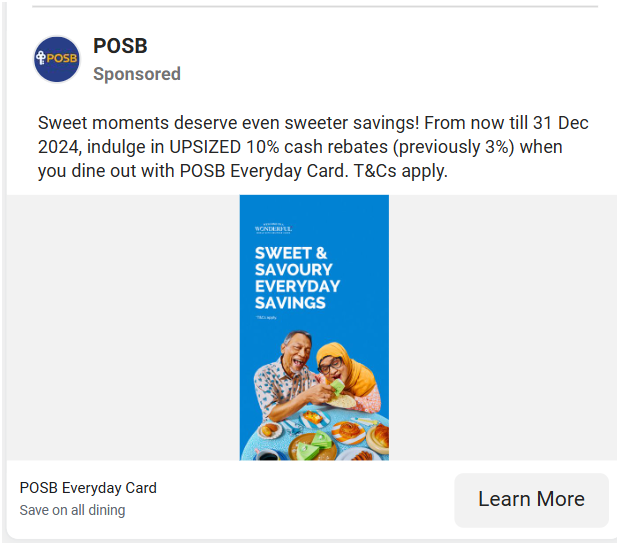 POSB
POSB
Sponsored
Sweet moments deserve even sweeter savings! From now till 31 Dec
2024, indulge in UPSIZED 10% cash rebates (previously 3%) when
you dine out with POSB Everyday Card. T&Cs apply.
WONDERFUL
SWEET &
SAVOURY
EVERYDAY
SAVINGS
T&Cs apply
POSB Everyday Card
Save on all dining
Learn More